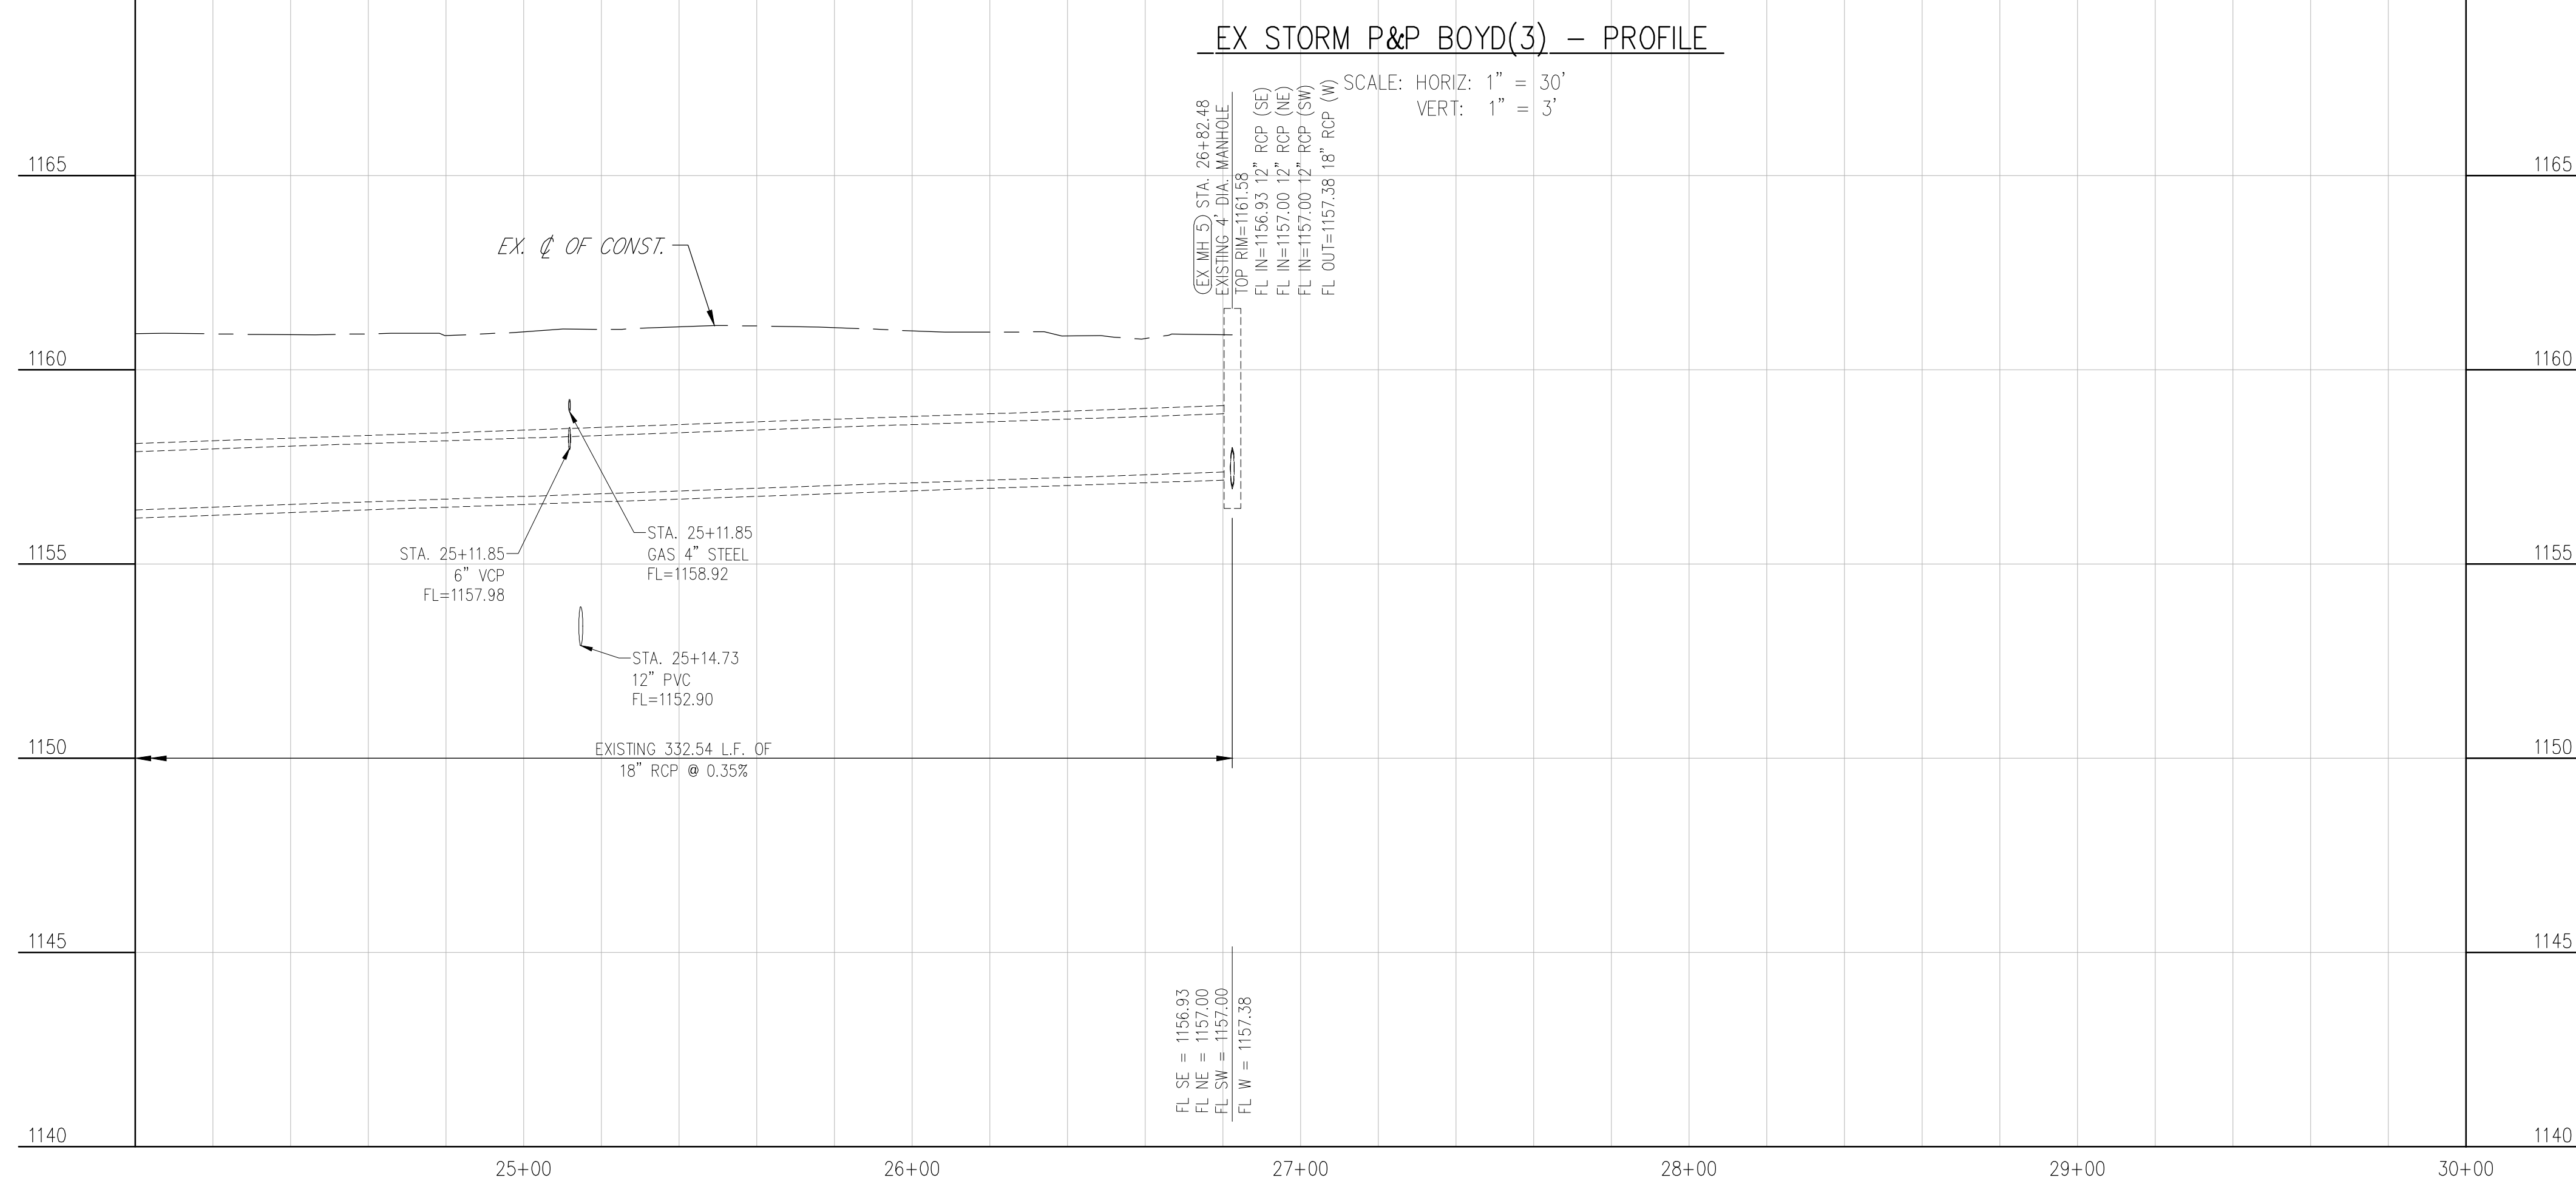 EX STORM P&P BOYD(3) - PROFILE
SCALE: HORIZ: 1" = 30'
VERT: 1" = 3'
EX MH 5 STA. 26+82.48
EXISTING 4' DIA. MANHOLE
TOP RIM=1161.58
FL IN=1156.93 12" RCP (SE)
FL IN=1157.00 12" RCP (NE)
FL IN=1157.00 12" RCP (SW)
FL OUT=1157.38 18" RCP (W)
1165
1165
EX. ℄ OF CONST.
1160
1160
STA. 25+11.85
GAS 4" STEEL
FL=1158.92
STA. 25+11.85
6" VCP
FL=1157.98
1155
1155
STA. 25+14.73
12" PVC
FL=1152.90
1150
1150
EXISTING 332.54 L.F. OF
18" RCP @ 0.35%
1145
1145
FL SE = 1156.93
FL NE = 1157.00
FL SW = 1157.00
FL W = 1157.38
1140
1140
25+00
26+00
27+00
28+00
29+00
30+00